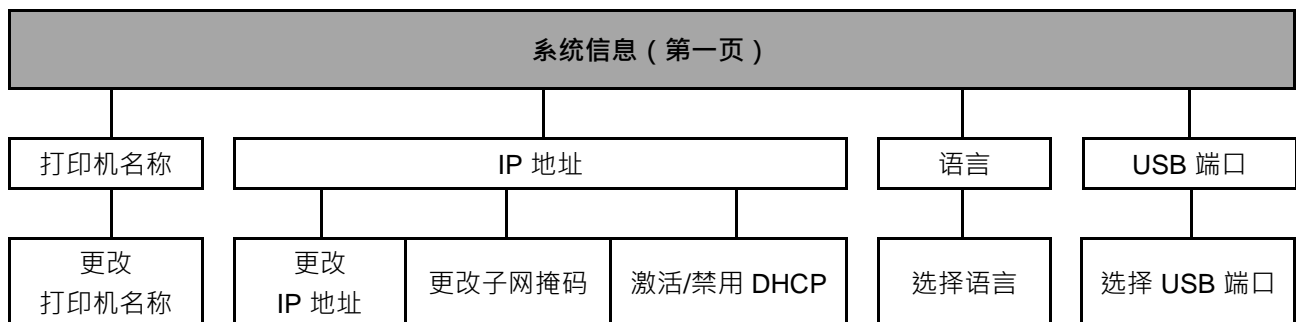 系统信息（第一页）
打印机名称
IP 地址
语言
USB 端口
更改
打印机名称
更改
IP 地址
更改子网掩码
激活/禁用 DHCP
选择语言
选择 USB 端口